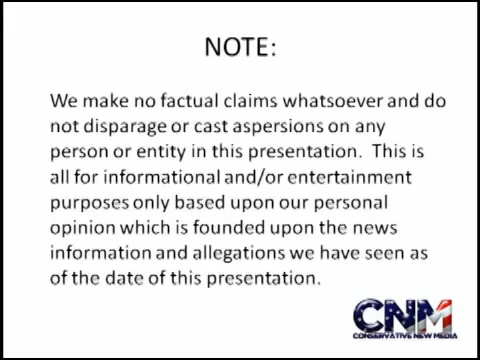 NOTE:
We make no factual claims whatsoever and do
not disparage or cast aspersions on any
person or entity in this presentation.  This is
all for informational and/or entertainment
purposes only based upon our personal
opinion which is founded upon the news
information and allegations we have seen as
of the date of this presentation.
CNM
CONSERVATIVE NEW MEDIA